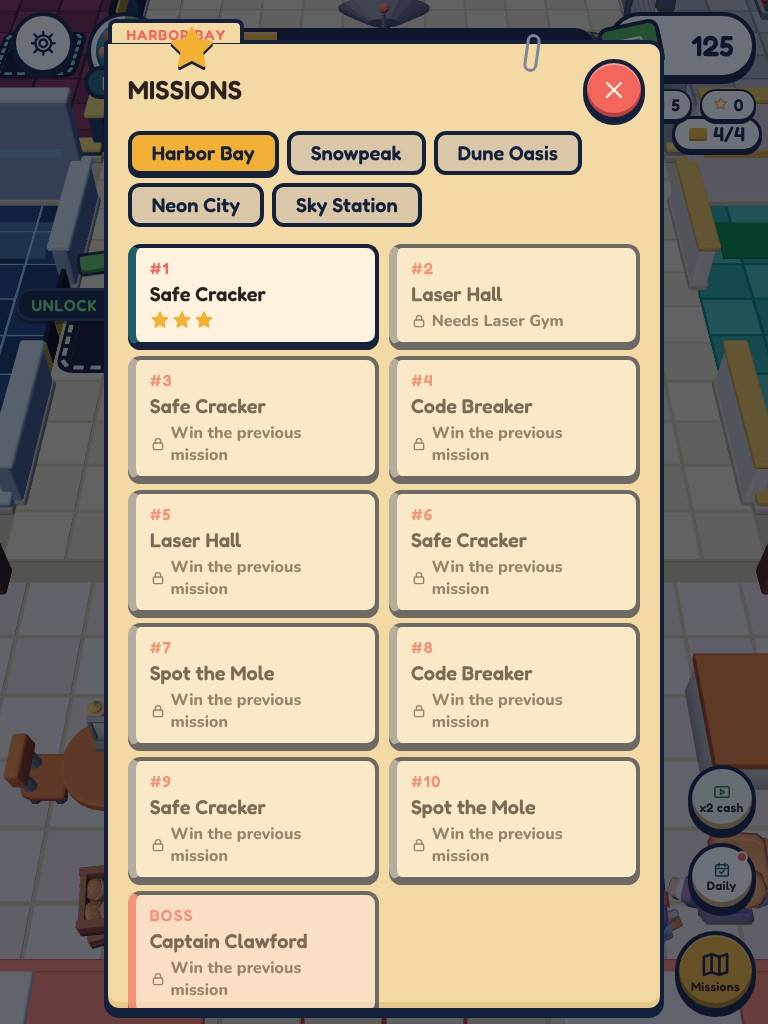 HARBOR BAY
125
MISSIONS
5
0
4/4
Harbor Bay
Snowpeak
Dune Oasis
Neon City
Sky Station
UNLOCK
#1
Safe Cracker
#2
Laser Hall
Needs Laser Gym
#3
Safe Cracker
Win the previous
mission
#4
Code Breaker
Win the previous
mission
#5
Laser Hall
Win the previous
mission
#6
Safe Cracker
Win the previous
mission
#7
Spot the Mole
Win the previous
mission
#8
Code Breaker
Win the previous
mission
#9
Safe Cracker
Win the previous
mission
#10
Spot the Mole
Win the previous
mission
x2 cash
Daily
BOSS
Captain Clawford
Win the previous
mission
Missions